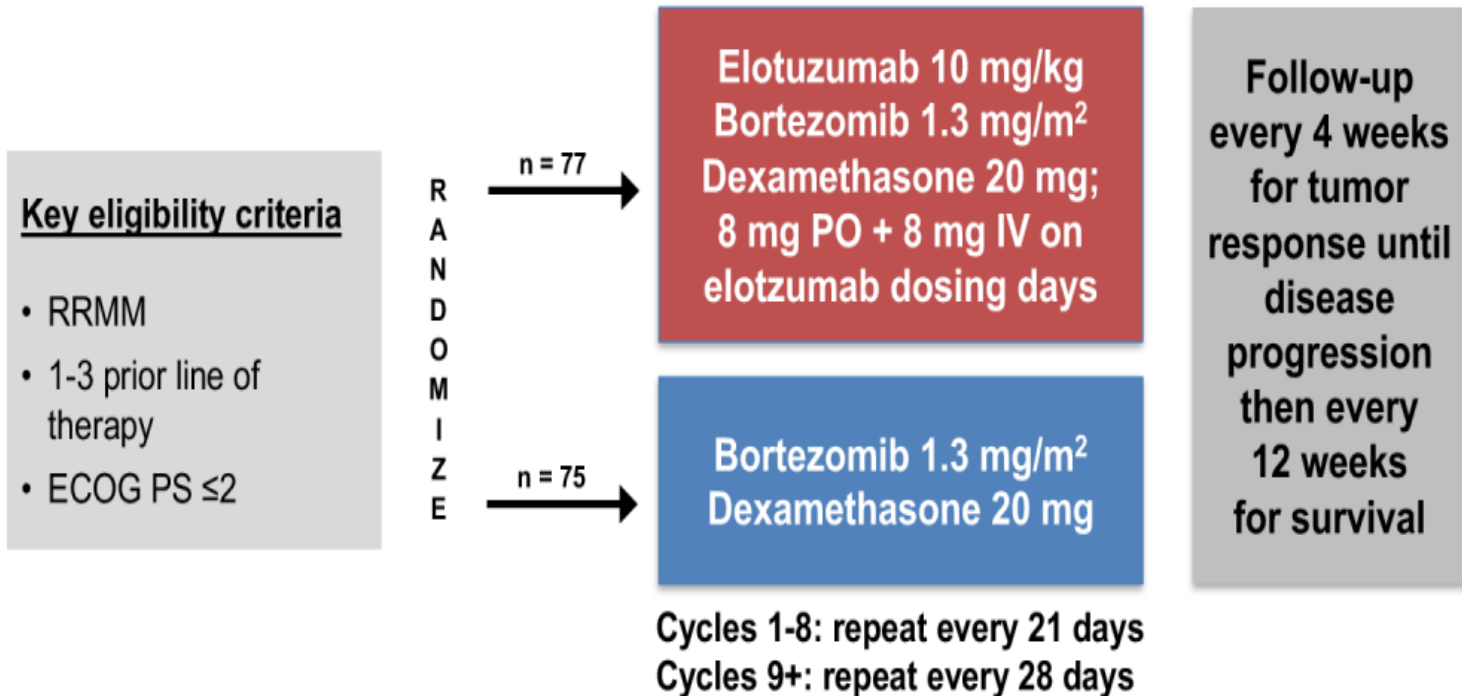 Key eligibility criteria
• RRMM
• 1-3 prior line of
therapy
• ECOG PS ≤2
R
A
N
D
O
M
I
Z
E
n = 77
n = 75
Elotuzumab 10 mg/kg
Bortezomib 1.3 mg/m²
Dexamethasone 20 mg;
8 mg PO + 8 mg IV on
elotzumab dosing days
Bortezomib 1.3 mg/m²
Dexamethasone 20 mg
Cycles 1-8: repeat every 21 days
Cycles 9+: repeat every 28 days
Follow-up
every 4 weeks
for tumor
response until
disease
progression
then every
12 weeks
for survival